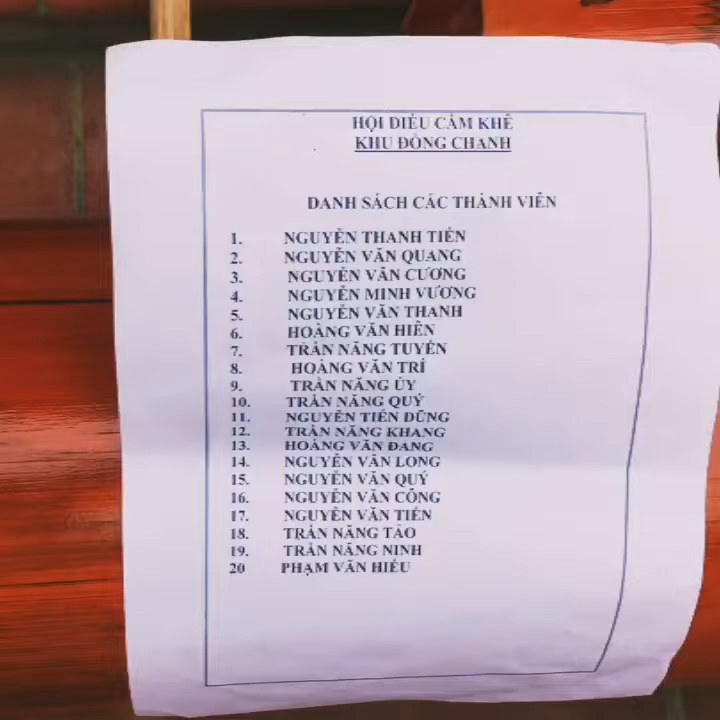 HỘI DIỀU CẨM KHÊ
KHU ĐỒNG CHANH
DANH SÁCH CÁC THÀNH VIÊN
1. NGUYỄN THANH TIẾN
2. NGUYỄN VĂN QUANG
3. NGUYỄN VĂN CƯƠNG
4. NGUYỄN MINH VƯƠNG
5. NGUYỄN VĂN THANH
6. HOÀNG VĂN HIÊN
7. TRẦN NĂNG TUYÊN
8. HOÀNG VĂN TRÍ
9. TRẦN NĂNG ÚY
10. TRẦN NĂNG QUÝ
11. NGUYỄN TIẾN DŨNG
12. TRẦN NĂNG KHANG
13. HOÀNG VĂN ĐANG
14. NGUYỄN VĂN LONG
15. NGUYỄN VĂN QUÝ
16. NGUYỄN VĂN CÔNG
17. NGUYỄN VĂN TIẾN
18. TRẦN NĂNG TẢO
19. TRẦN NĂNG NINH
20 PHẠM VĂN HIẾU